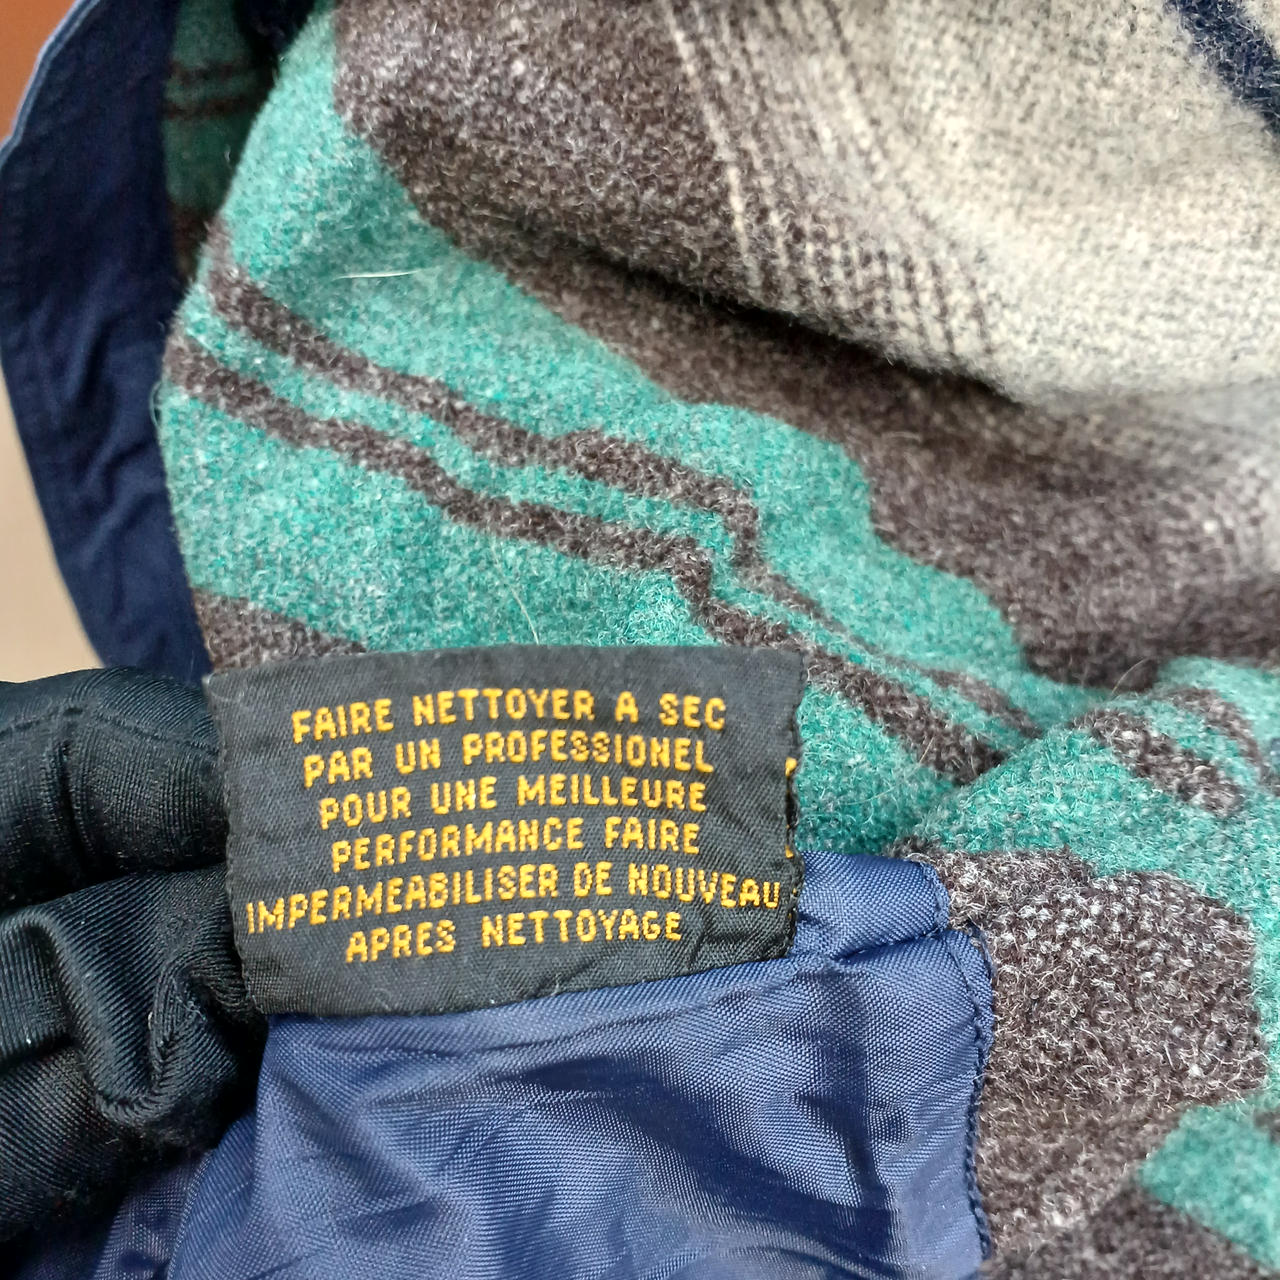 FAIRE NETTOYER A SEC
PAR UN PROFESSIONEL
POUR UNE MEILLEURE
PERFORMANCE FAIRE
IMPERMEABILISER DE NOUVEAU
APRES NETTOYAGE